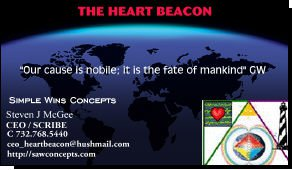 THE HEART BEACON
"Our cause is nobile; it is the fate of mankind" GW
SIMPLE WINS CONCEPTS
Steven J McGee
CEO / SCRIBE
C 732.768.5440
ceo_heartbeacon@hushmail.com
http://sawconcepts.com